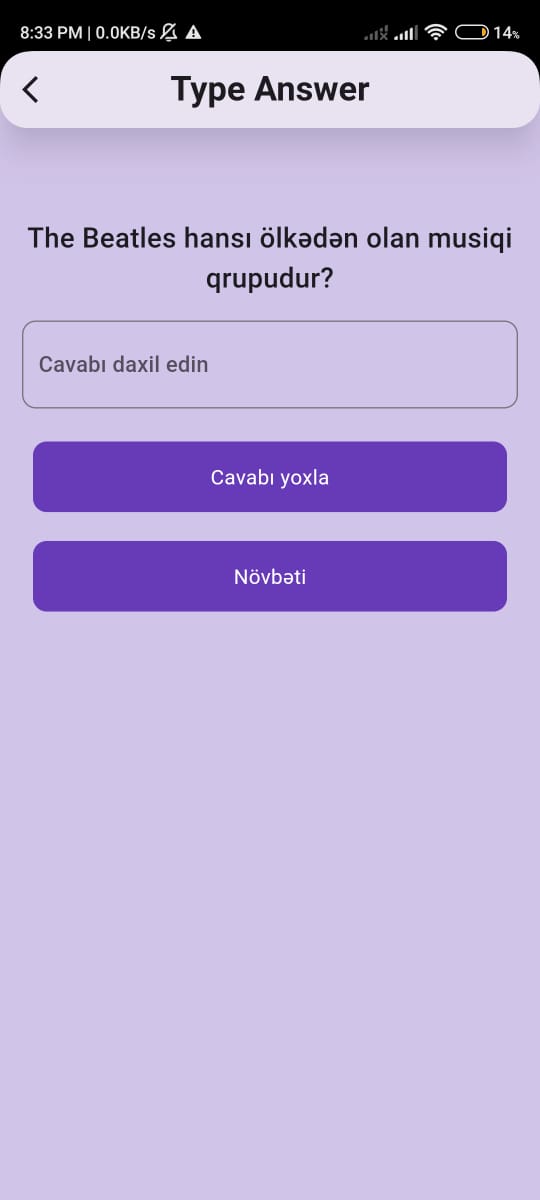 8:33 PM | 0.0KB/s 14%
Type Answer
The Beatles hansı ölkədən olan musiqi
qrupudur?
Cavabı daxil edin
Cavabı yoxla
Növbəti